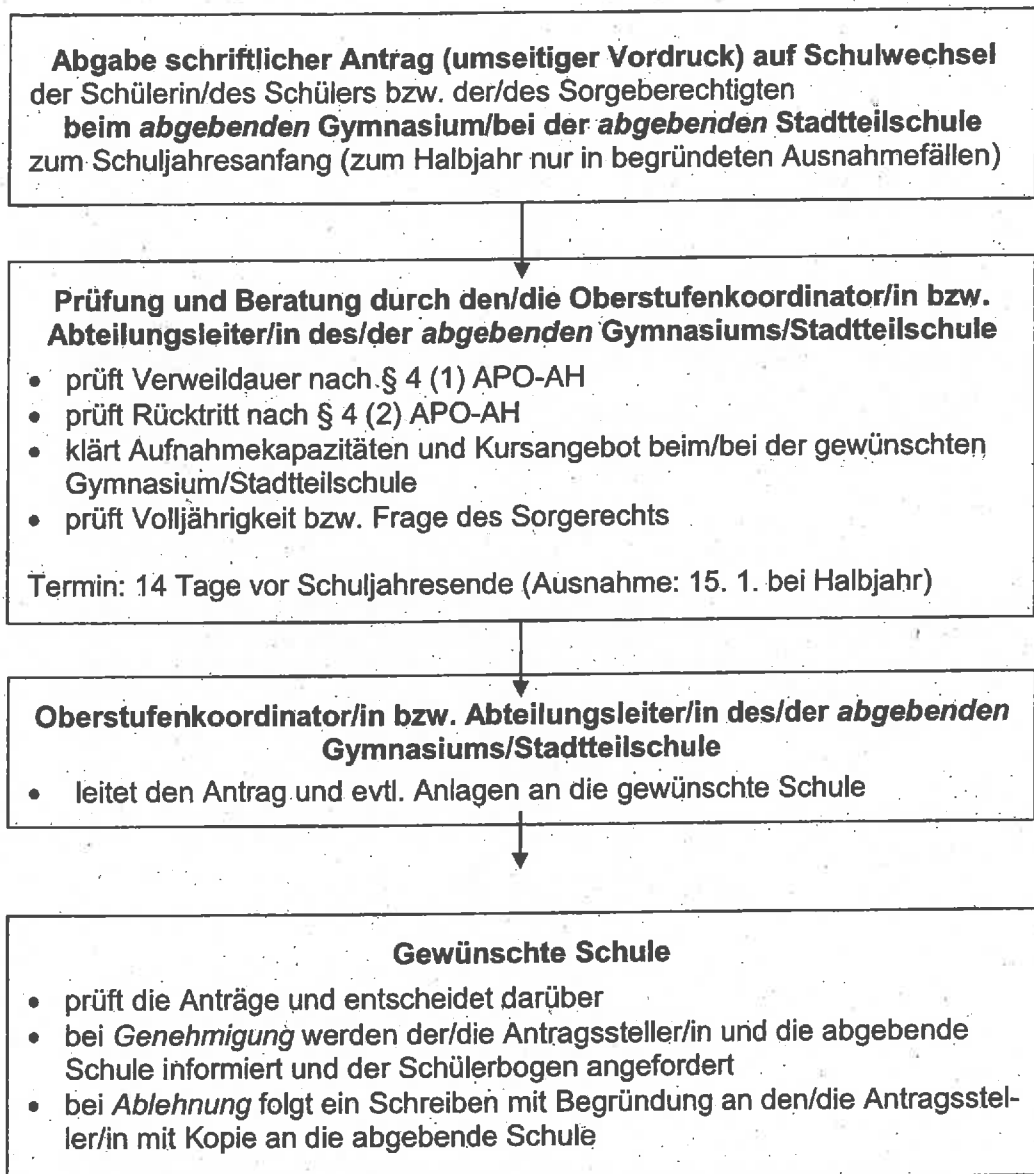 Abgabe schriftlicher Antrag (umseitiger Vordruck) auf Schulwechsel
der Schülerin/des Schülers bzw. der/des Sorgeberechtigten
beim abgebenden Gymnasium/bei der abgebenden Stadtteilschule
zum Schuljahresanfang (zum Halbjahr nur in begründeten Ausnahmefällen)
Prüfung und Beratung durch den/die Oberstufenkoordinator/in bzw.
Abteilungsleiter/in des/der abgebenden Gymnasiums/Stadtteilschule
• prüft Verweildauer nach § 4 (1) APO-AH
• prüft Rücktritt nach § 4 (2) APO-AH
• klärt Aufnahmekapazitäten und Kursangebot beim/bei der gewünschten
Gymnasium/Stadtteilschule
• prüft Volljährigkeit bzw. Frage des Sorgerechts
Termin: 14 Tage vor Schuljahresende (Ausnahme: 15. 1. bei Halbjahr)
Oberstufenkoordinator/in bzw. Abteilungsleiter/in des/der abgebenden
Gymnasiums/Stadtteilschule
• leitet den Antrag und evtl. Anlagen an die gewünschte Schule
Gewünschte Schule
• prüft die Anträge und entscheidet darüber
• bei Genehmigung werden der/die Antragssteller/in und die abgebende
Schule informiert und der Schülerbogen angefordert
• bei Ablehnung folgt ein Schreiben mit Begründung an den/die Antragsstel-
ler/in mit Kopie an die abgebende Schule